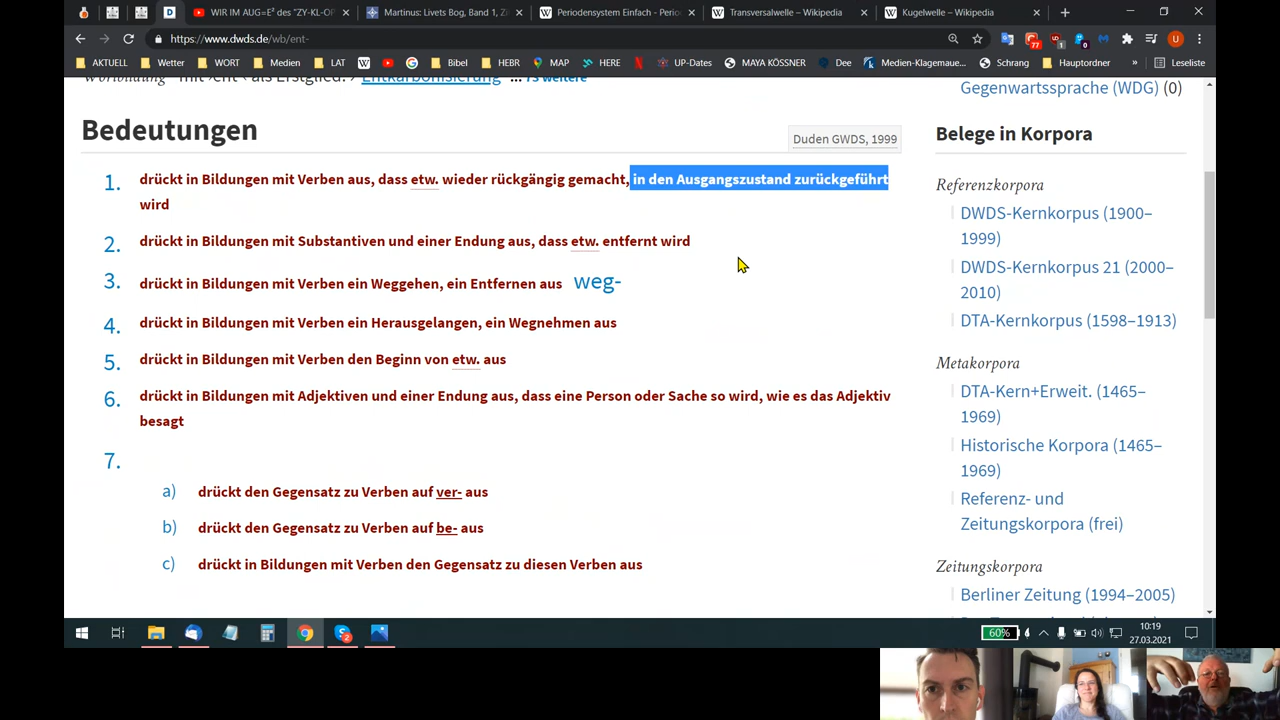 WIR IM AUG=E² des "ZY-KL-OP
Martinus: Livets Bog, Band 1, Zi
Periodensystem Einfach - Period
Transversalwelle – Wikipedia
Kugelwelle – Wikipedia
https://www.dwds.de/wb/ent-
AKTUELL Wetter WORT Medien LAT Bibel HEBR MAP HERE UP-Dates MAYA KÖSSNER Dee Medien-Klagemaue... Schrang Hauptordner » Leseliste
Wortbildung mit ›ent-‹ als Erstglied: ↗ Entkarbonisierung ... 73 weitere
Gegenwartssprache (WDG) (0)
Bedeutungen
Duden GWDS, 1999
1. drückt in Bildungen mit Verben aus, dass etw. wieder rückgängig gemacht, in den Ausgangszustand zurückgeführt
wird
2. drückt in Bildungen mit Substantiven und einer Endung aus, dass etw. entfernt wird
3. drückt in Bildungen mit Verben ein Weggehen, ein Entfernen aus weg-
4. drückt in Bildungen mit Verben ein Herausgelangen, ein Wegnehmen aus
5. drückt in Bildungen mit Verben den Beginn von etw. aus
6. drückt in Bildungen mit Adjektiven und einer Endung aus, dass eine Person oder Sache so wird, wie es das Adjektiv
besagt
7.
a) drückt den Gegensatz zu Verben auf ver- aus
b) drückt den Gegensatz zu Verben auf be- aus
c) drückt in Bildungen mit Verben den Gegensatz zu diesen Verben aus
Belege in Korpora
Referenzkorpora
DWDS-Kernkorpus (1900–
1999)
DWDS-Kernkorpus 21 (2000–
2010)
DTA-Kernkorpus (1598–1913)
Metakorpora
DTA-Kern+Erweit. (1465–
1969)
Historische Korpora (1465–
1969)
Referenz- und
Zeitungskorpora (frei)
Zeitungskorpora
Berliner Zeitung (1994–2005)
60%
10:19
27.03.2021